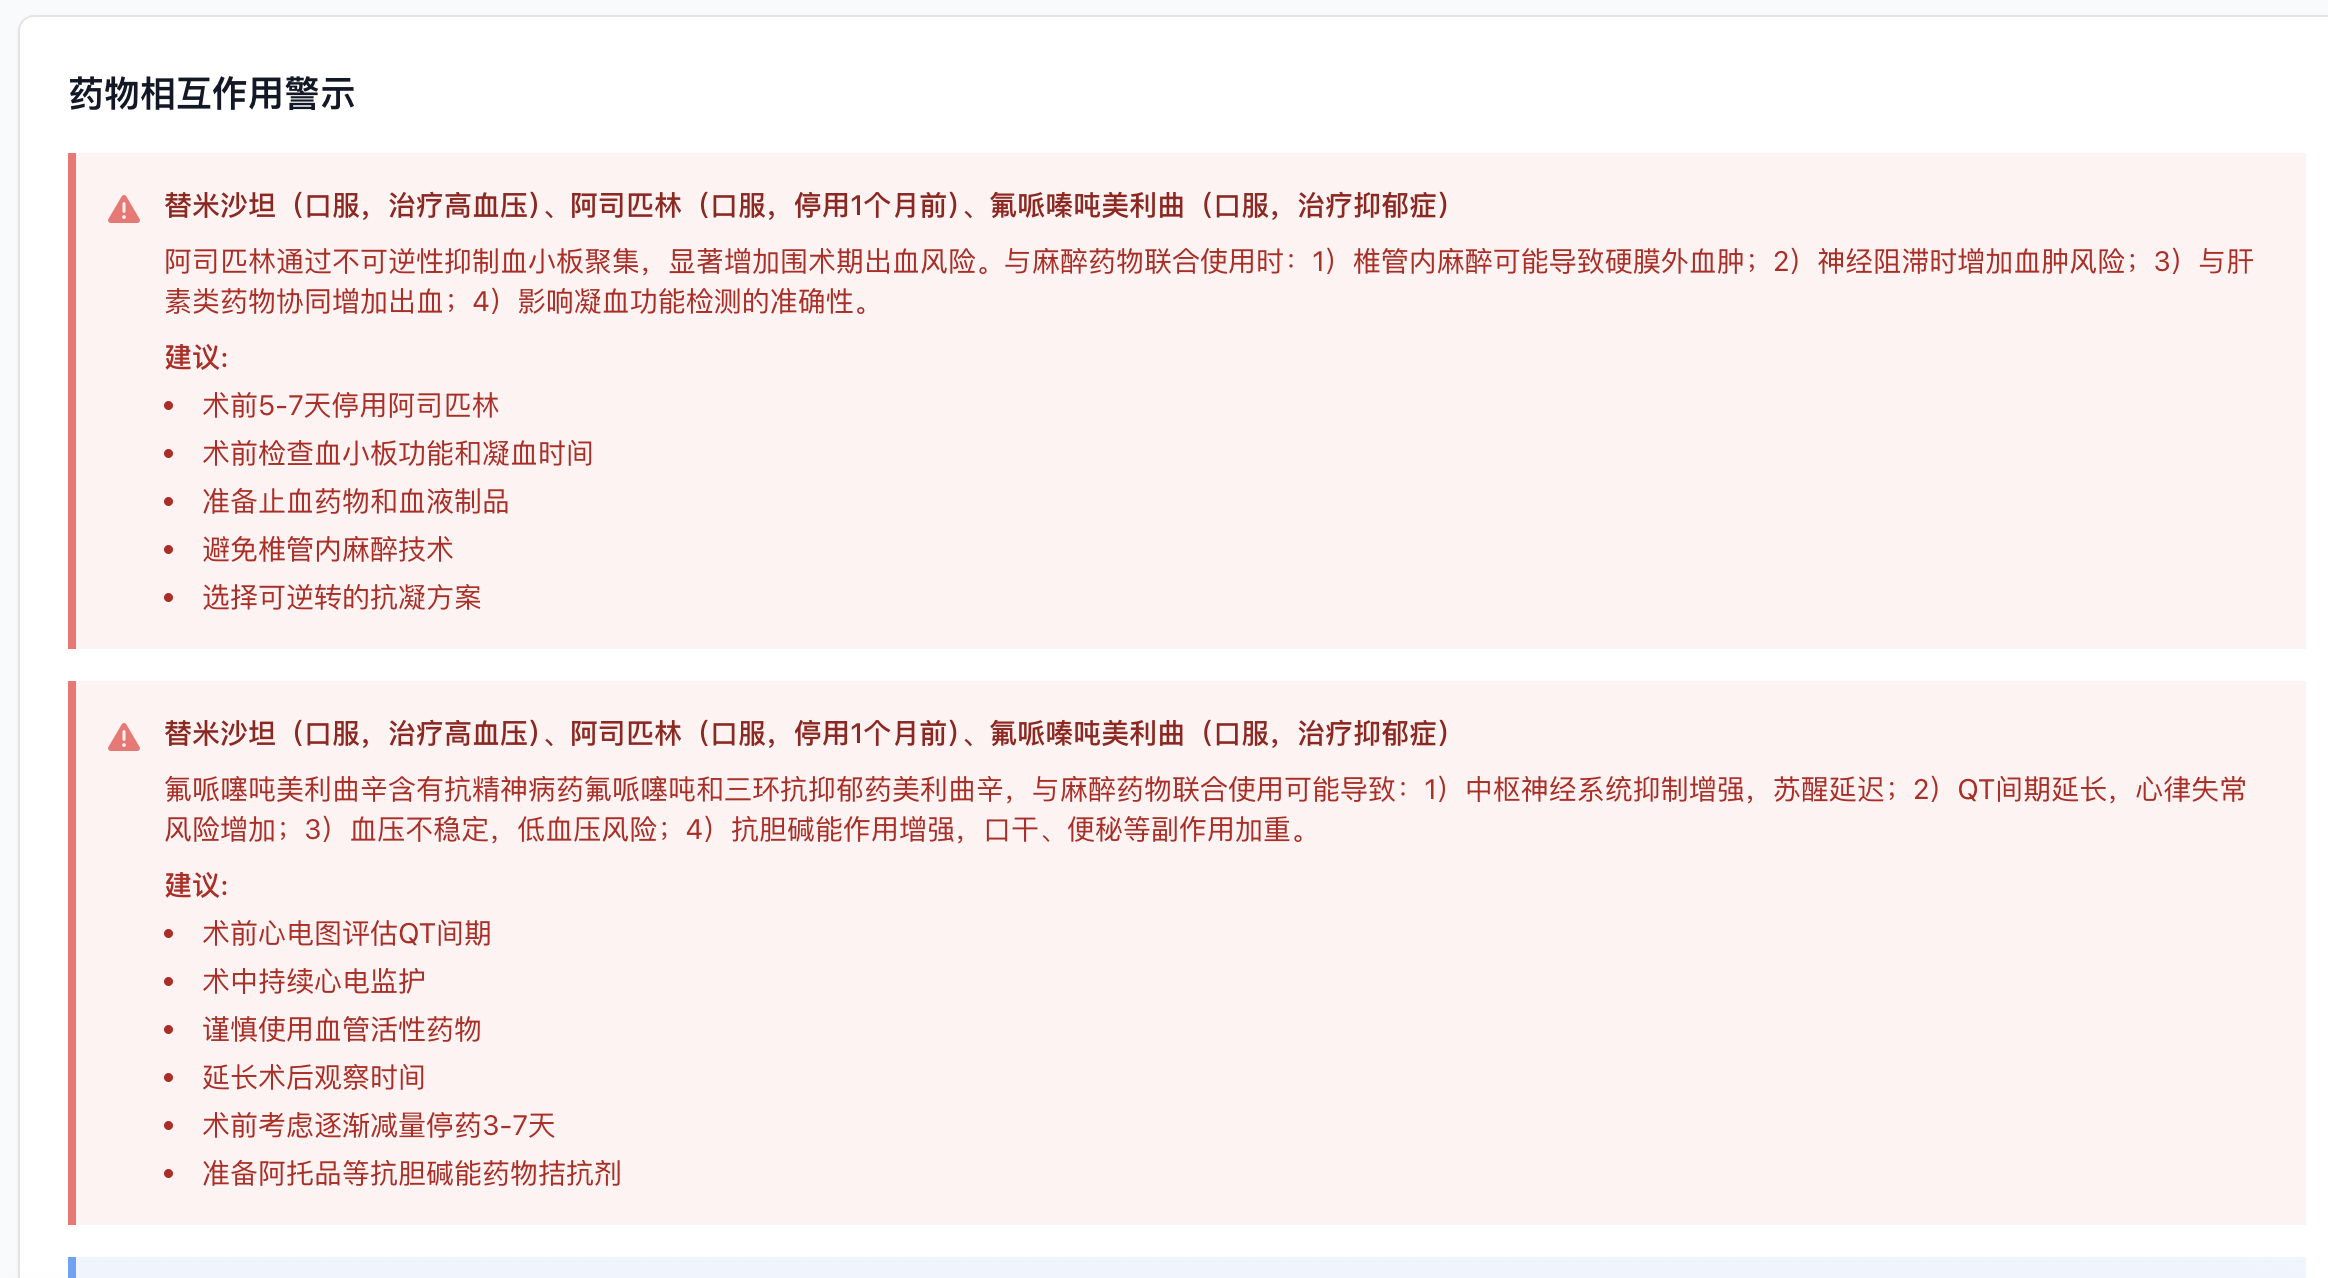 药物相互作用警示
替米沙坦（口服，治疗高血压）、阿司匹林（口服，停用1个月前）、氟哌嗪吨美利曲（口服，治疗抑郁症）
阿司匹林通过不可逆性抑制血小板聚集，显著增加围术期出血风险。与麻醉药物联合使用时：1）椎管内麻醉可能导致硬膜外血肿；2）神经阻滞时增加血肿风险；3）与肝
素类药物协同增加出血；4）影响凝血功能检测的准确性。
建议:
• 术前5-7天停用阿司匹林
• 术前检查血小板功能和凝血时间
• 准备止血药物和血液制品
• 避免椎管内麻醉技术
• 选择可逆转的抗凝方案
替米沙坦（口服，治疗高血压）、阿司匹林（口服，停用1个月前）、氟哌嗪吨美利曲（口服，治疗抑郁症）
氟哌噻吨美利曲辛含有抗精神病药氟哌噻吨和三环抗抑郁药美利曲辛，与麻醉药物联合使用可能导致：1）中枢神经系统抑制增强，苏醒延迟；2）QT间期延长，心律失常
风险增加；3）血压不稳定，低血压风险；4）抗胆碱能作用增强，口干、便秘等副作用加重。
建议:
• 术前心电图评估QT间期
• 术中持续心电监护
• 谨慎使用血管活性药物
• 延长术后观察时间
• 术前考虑逐渐减量停药3-7天
• 准备阿托品等抗胆碱能药物拮抗剂